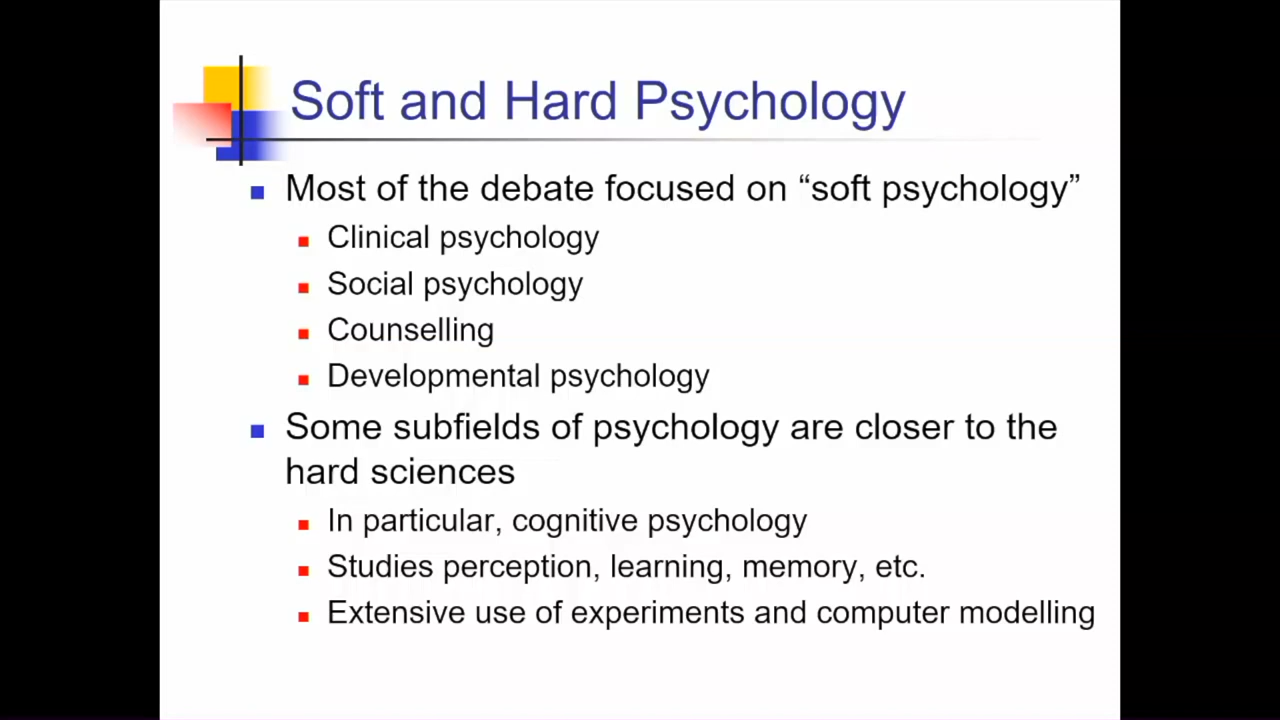 Soft and Hard Psychology
Most of the debate focused on “soft psychology”
Clinical psychology
Social psychology
Counselling
Developmental psychology
Some subfields of psychology are closer to the
hard sciences
In particular, cognitive psychology
Studies perception, learning, memory, etc.
Extensive use of experiments and computer modelling